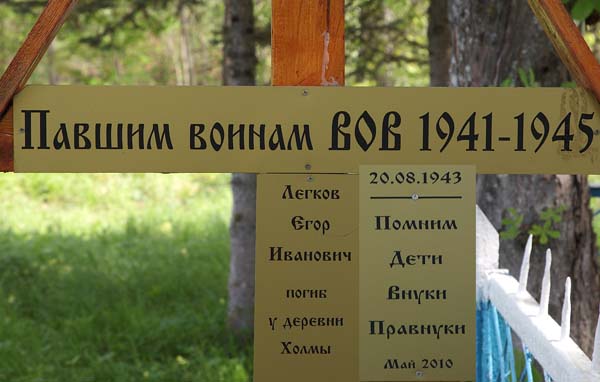 Павшим воинам ВОВ 1941-1945
Легков
Егор
Иванович
погиб
у деревни
Холмы
20.08.1943
Помним
Дети
Внуки
Правнуки
Май 2010